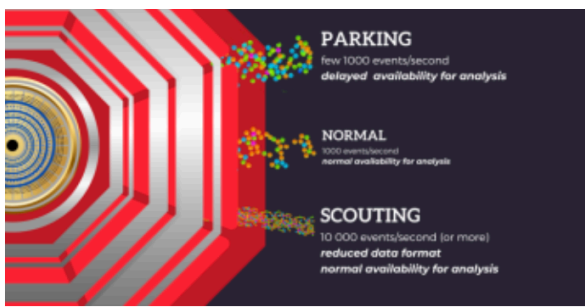 PARKING
few 1000 events/second
delayed availability for analysis
NORMAL
1000 events/second
normal availability for analysis
SCOUTING
10 000 events/second (or more)
reduced data format
normal availability for analysis